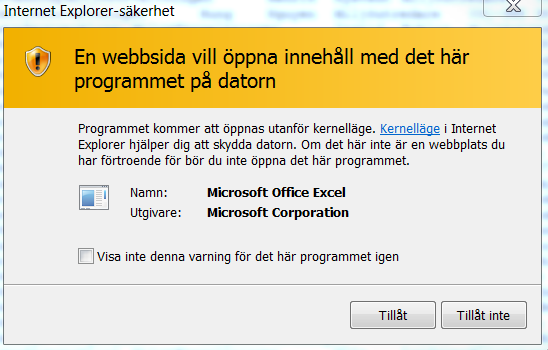 Internet Explorer-säkerhet
En webbsida vill öppna innehåll med det här
programmet på datorn
Programmet kommer att öppnas utanför kernelläge. Kernelläge i Internet
Explorer hjälper dig att skydda datorn. Om det här inte är en webbplats du
har förtroende för bör du inte öppna det här programmet.
Namn: Microsoft Office Excel
Utgivare: Microsoft Corporation
Visa inte denna varning för det här programmet igen
Tillåt Tillåt inte